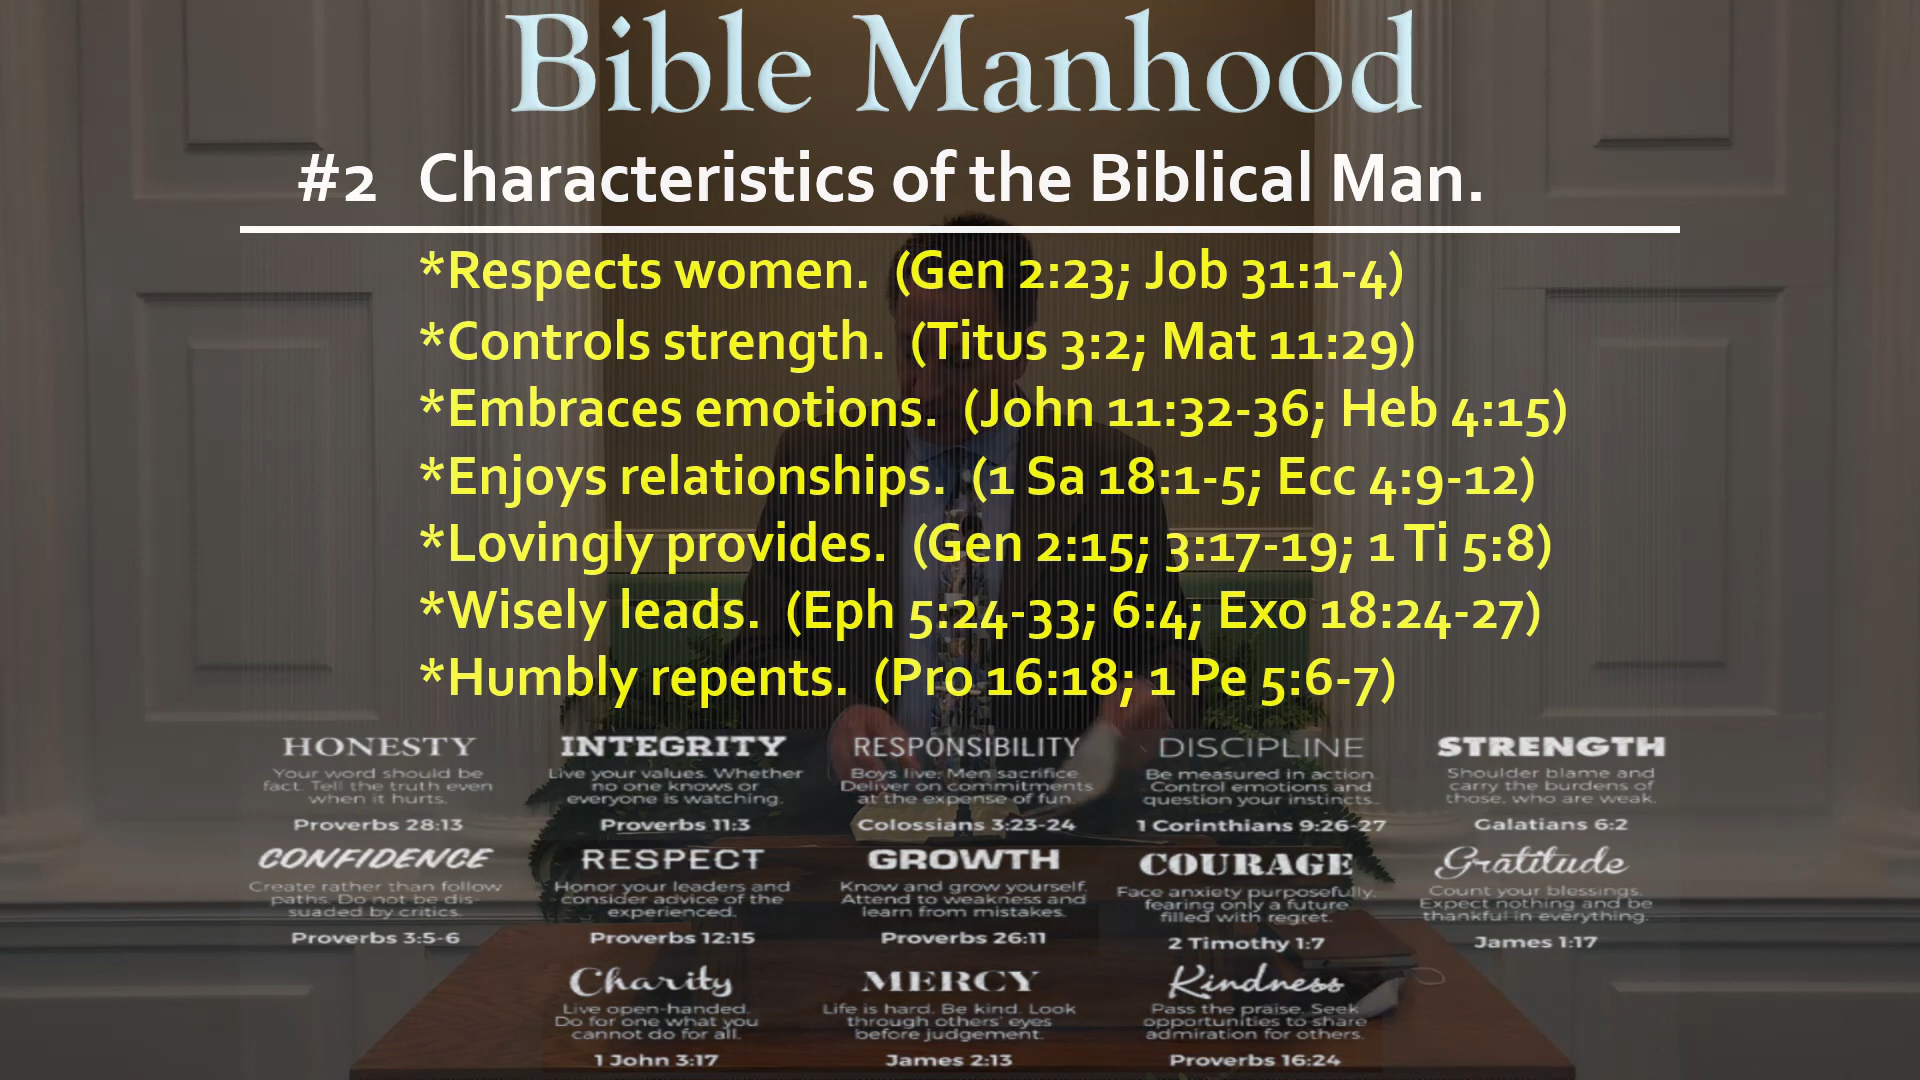 Bible Manhood
#2 Characteristics of the Biblical Man.
*Respects women. (Gen 2:23; Job 31:1-4)
*Controls strength. (Titus 3:2; Mat 11:29)
*Embraces emotions. (John 11:32-36; Heb 4:15)
*Enjoys relationships. (1 Sa 18:1-5; Ecc 4:9-12)
*Lovingly provides. (Gen 2:15; 3:17-19; 1 Ti 5:8)
*Wisely leads. (Eph 5:24-33; 6:4; Exo 18:24-27)
*Humbly repents. (Pro 16:18; 1 Pe 5:6-7)
HONESTY
Your word should be
fact. Tell the truth even
when it hurts.
Proverbs 28:13
INTEGRITY
Live your values. Whether
no one knows or
everyone is watching.
Proverbs 11:3
RESPONSIBILITY
Boys live; Men sacrifice.
Deliver on commitments
at the expense of fun.
Colossians 3:23-24
DISCIPLINE
Be measured in action.
Control emotions and
question your instincts.
1 Corinthians 9:26-27
STRENGTH
Shoulder blame and
carry the burdens of
those, who are weak.
Galatians 6:2
CONFIDENCE
Create rather than follow
paths. Do not be dis-
suaded by critics.
Proverbs 3:5-6
RESPECT
Honor your leaders and
consider advice of the
experienced.
Proverbs 12:15
GROWTH
Know and grow yourself.
Attend to weakness and
learn from mistakes.
Proverbs 26:11
COURAGE
Face anxiety purposefully,
fearing only a future
filled with regret.
2 Timothy 1:7
Gratitude
Count your blessings.
Expect nothing and be
thankful in everything.
James 1:17
Charity
Live open-handed.
Do for one what you
cannot do for all.
1 John 3:17
MERCY
Life is hard. Be kind. Look
through others' eyes
before judgement.
James 2:13
Kindness
Pass the praise. Seek
opportunities to share
admiration for others.
Proverbs 16:24